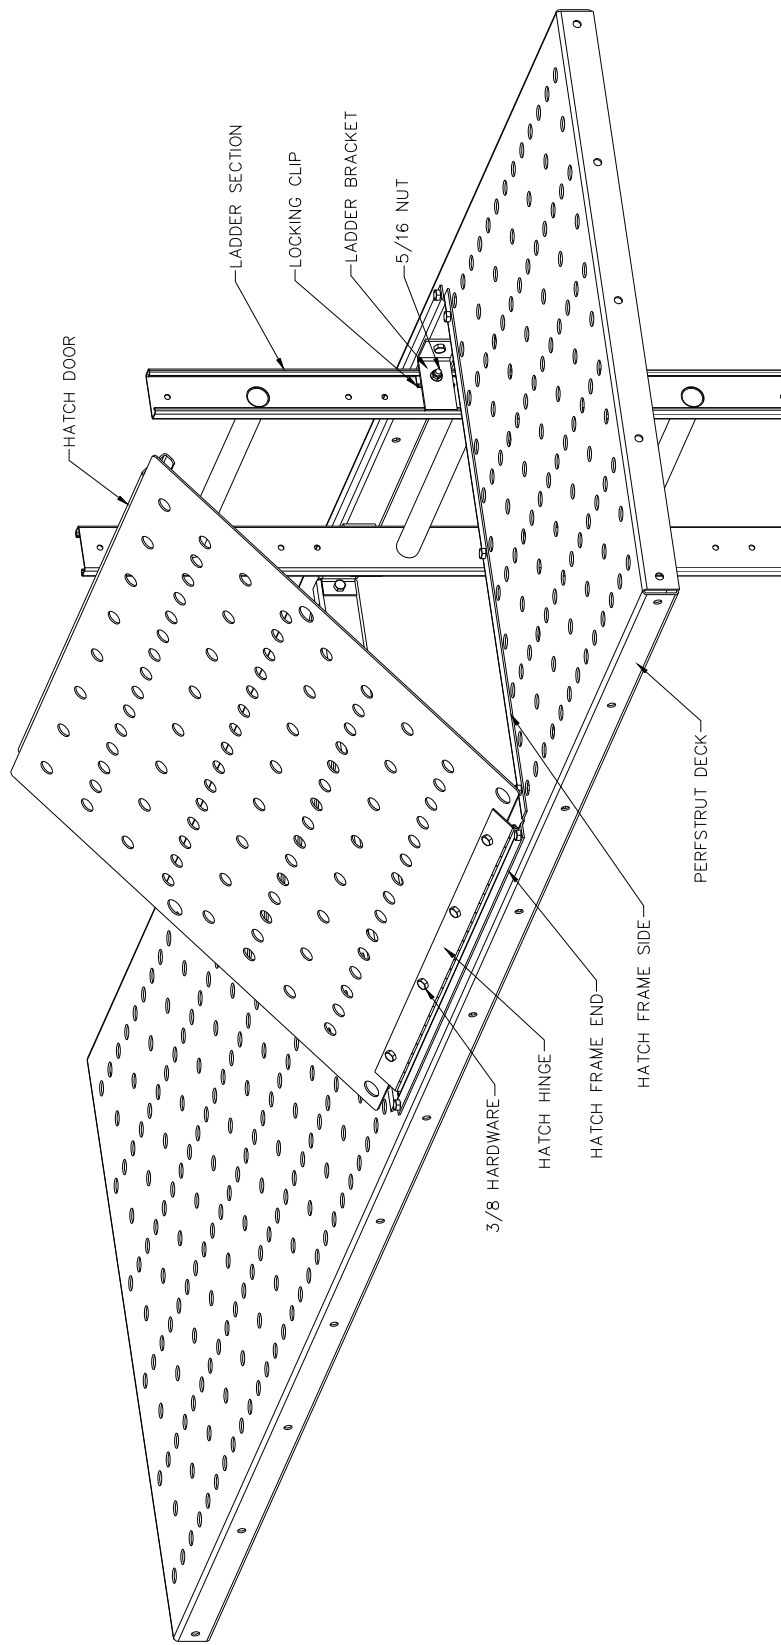 HATCH DOOR
LADDER SECTION
LOCKING CLIP
LADDER BRACKET
5/16 NUT
3/8 HARDWARE
HATCH HINGE
HATCH FRAME END
HATCH FRAME SIDE
PERFSTRUT DECK